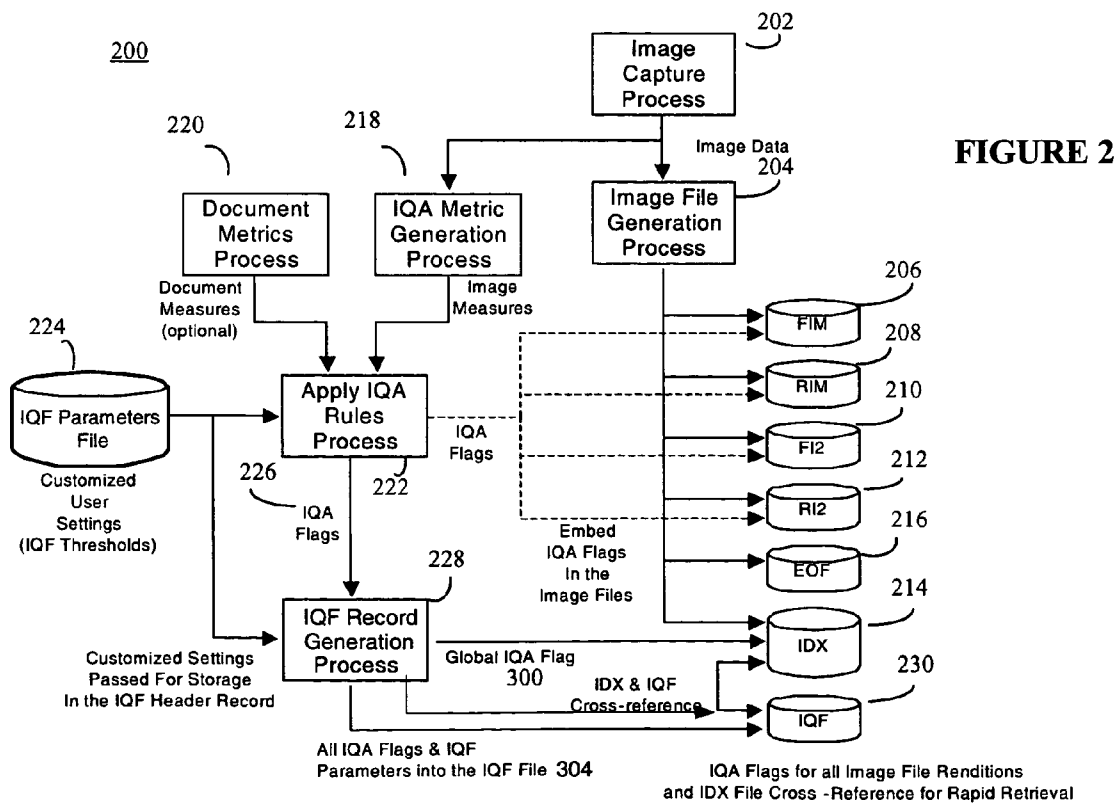 202
200
Image
Capture
Process
220
218
Image Data
204
FIGURE 2
Document
Metrics
Process
IQA Metric
Generation
Process
Image File
Generation
Process
Document
Measures
(optional)
Image
Measures
206
FIM
224
208
RIM
IQF Parameters
File
Apply IQA
Rules
Process
IQA
Flags
210
FI2
Customized
User
Settings
(IQF Thresholds)
226
222
IQA
Flags
212
RI2
Embed
IQA Flags
In the
Image Files
216
EOF
228
214
IQF Record
Generation
Process
IDX
Customized Settings
Passed For Storage
In the IQF Header Record
Global IQA Flag
300
IDX & IQF
Cross-reference
230
IQF
All IQA Flags & IQF
Parameters into the IQF File 304
IQA Flags for all Image File Renditions
and IDX File Cross -Reference for Rapid Retrieval